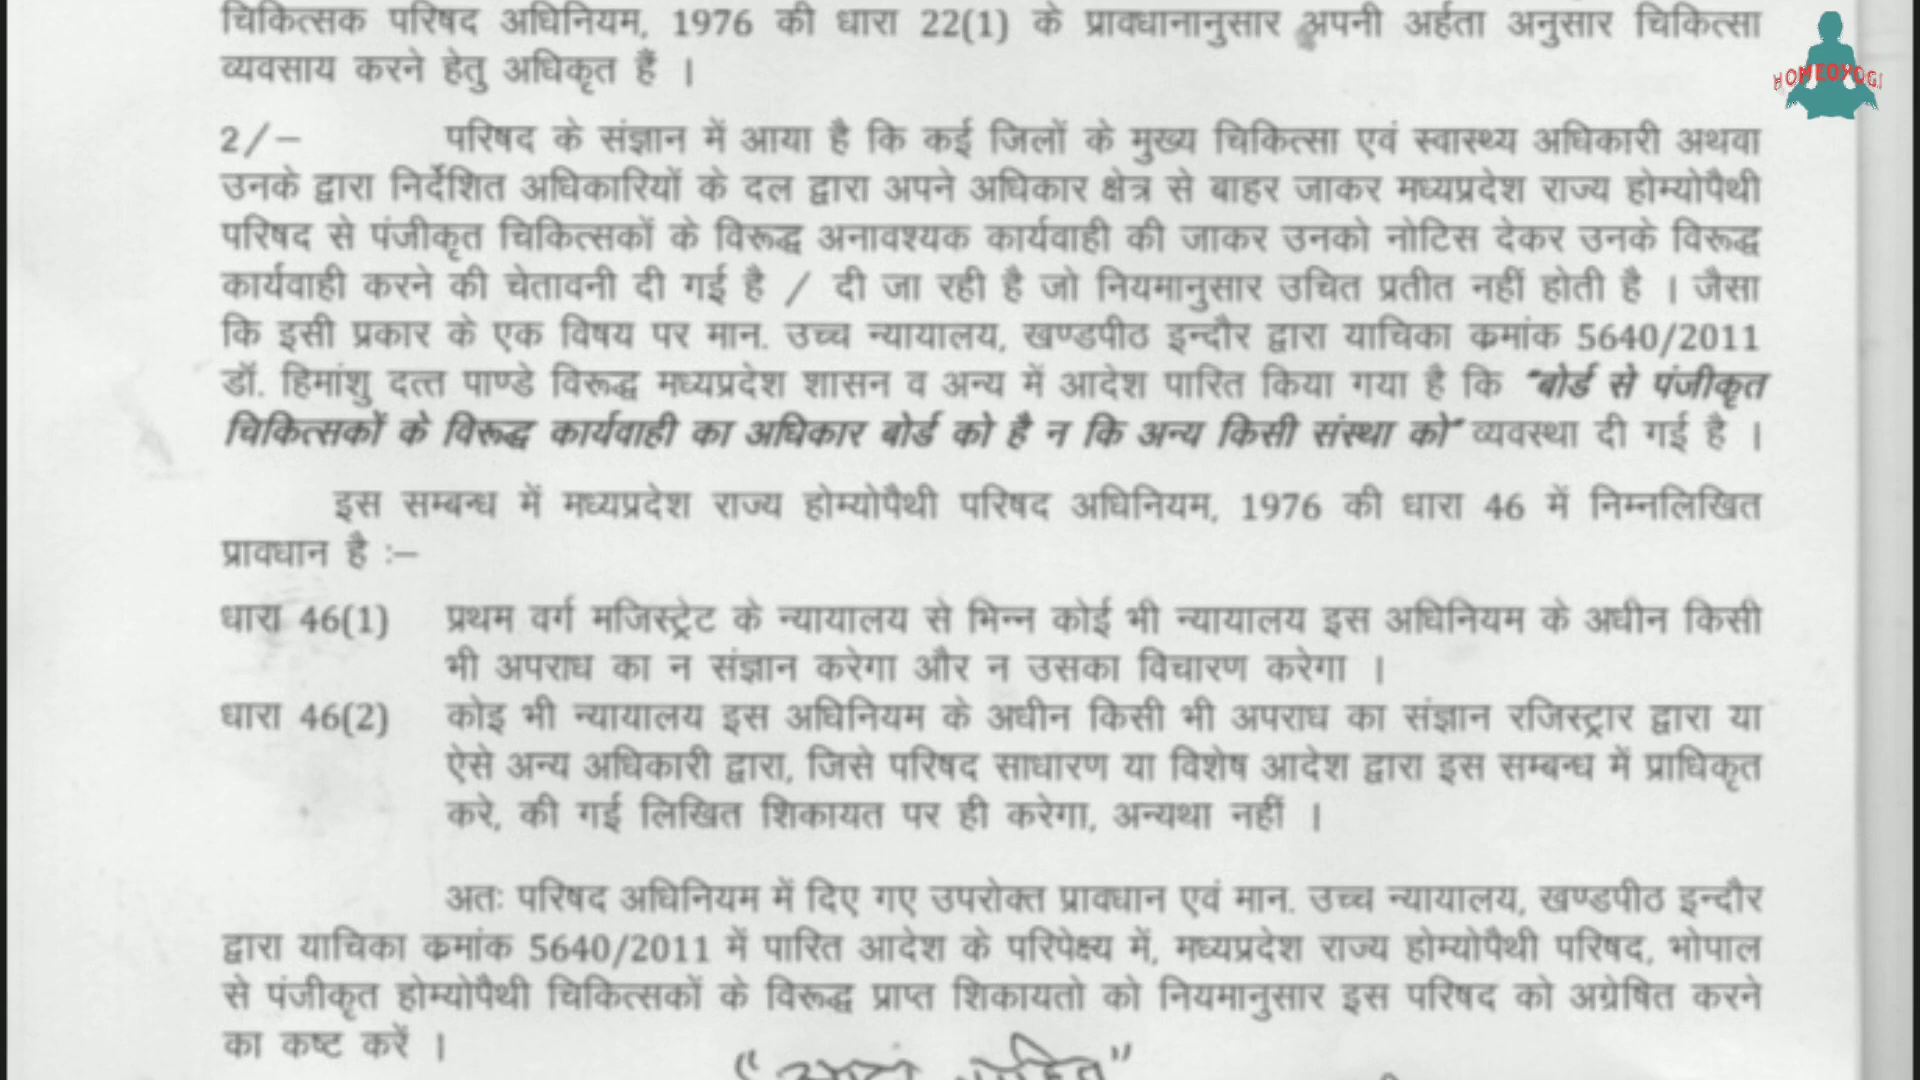 चिकित्सक परिषद अधिनियम, 1976 की धारा 22(1) के प्रावधानानुसार अपनी अर्हता अनुसार चिकित्सा
व्यवसाय करने हेतु अधिकृत हैं ।
HOMEOYOGI
2/– परिषद के संज्ञान में आया है कि कई जिलों के मुख्य चिकित्सा एवं स्वास्थ्य अधिकारी अथवा
उनके द्वारा निर्देशित अधिकारियों के दल द्वारा अपने अधिकार क्षेत्र से बाहर जाकर मध्यप्रदेश राज्य होम्योपैथी
परिषद से पंजीकृत चिकित्सकों के विरूद्ध अनावश्यक कार्यवाही की जाकर उनको नोटिस देकर उनके विरूद्ध
कार्यवाही करने की चेतावनी दी गई है / दी जा रही है जो नियमानुसार उचित प्रतीत नहीं होती है । जैसा
कि इसी प्रकार के एक विषय पर मान. उच्च न्यायालय, खण्डपीठ इन्दौर द्वारा याचिका कमांक 5640/2011
डॉ. हिमांशु दत्त पाण्डे विरूद्ध मध्यप्रदेश शासन व अन्य में आदेश पारित किया गया है कि "बोर्ड से पंजीकृत
चिकित्सकों के विरूद्ध कार्यवाही का अधिकार बोर्ड को है न कि अन्य किसी संस्था को" व्यवस्था दी गई है ।
इस सम्बन्ध में मध्यप्रदेश राज्य होम्योपैथी परिषद अधिनियम, 1976 की धारा 46 में निम्नलिखित
प्रावधान है :–
धारा 46(1) प्रथम वर्ग मजिस्ट्रेट के न्यायालय से भिन्न कोई भी न्यायालय इस अधिनियम के अधीन किसी
भी अपराध का न संज्ञान करेगा और न उसका विचारण करेगा ।
धारा 46(2) कोइ भी न्यायालय इस अधिनियम के अधीन किसी भी अपराध का संज्ञान रजिस्ट्रार द्वारा या
ऐसे अन्य अधिकारी द्वारा, जिसे परिषद साधारण या विशेष आदेश द्वारा इस सम्बन्ध में प्राधिकृत
करे, की गई लिखित शिकायत पर ही करेगा, अन्यथा नहीं ।
अतः परिषद अधिनियम में दिए गए उपरोक्त प्रावधान एवं मान. उच्च न्यायालय, खण्डपीठ इन्दौर
द्वारा याचिका कमांक 5640/2011 में पारित आदेश के परिपेक्ष्य में, मध्यप्रदेश राज्य होम्योपैथी परिषद, भोपाल
से पंजीकृत होम्योपैथी चिकित्सकों के विरूद्ध प्राप्त शिकायतो को नियमानुसार इस परिषद को अग्रेषित करने
का कष्ट करें ।